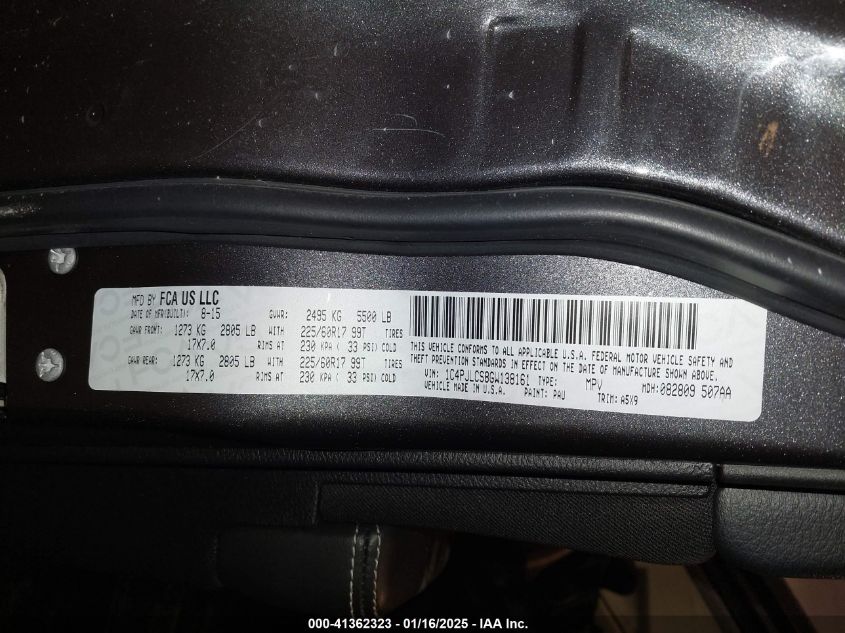 MFD BY FCA US LLC
DATE OF MFR(BUILT): 8-15 GVWR: 2495 KG 5500 LB
GAWR FRONT: 1273 KG 2805 LB WITH 225/60R17 99T TIRES
17X7.0 RIMS AT 230 KPA ( 33 PSI) COLD
GAWR REAR: 1273 KG 2805 LB WITH 225/60R17 99T TIRES
17X7.0 RIMS AT 230 KPA ( 33 PSI) COLD
THIS VEHICLE CONFORMS TO ALL APPLICABLE U.S.A. FEDERAL MOTOR VEHICLE SAFETY AND
THEFT PREVENTION STANDARDS IN EFFECT ON THE DATE OF MANUFACTURE SHOWN ABOVE.
VIN: 1C4PJLCSBGW138161 TYPE: MPV MDH:082809 507AA
VEHICLE MADE IN U.S.A. PAINT: PAU TRIM: A5X9
000-41362323 - 01/16/2025 - IAA Inc.